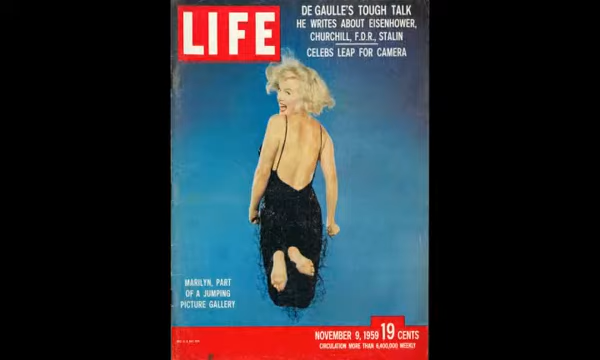 LIFE
DE GAULLE'S TOUGH TALK
HE WRITES ABOUT EISENHOWER,
CHURCHILL, F.D.R., STALIN
CELEBS LEAP FOR CAMERA
MARILYN, PART
OF A JUMPING
PICTURE GALLERY
NOVEMBER 9, 1959 19 CENTS
CIRCULATION MORE THAN 6,400,000 WEEKLY